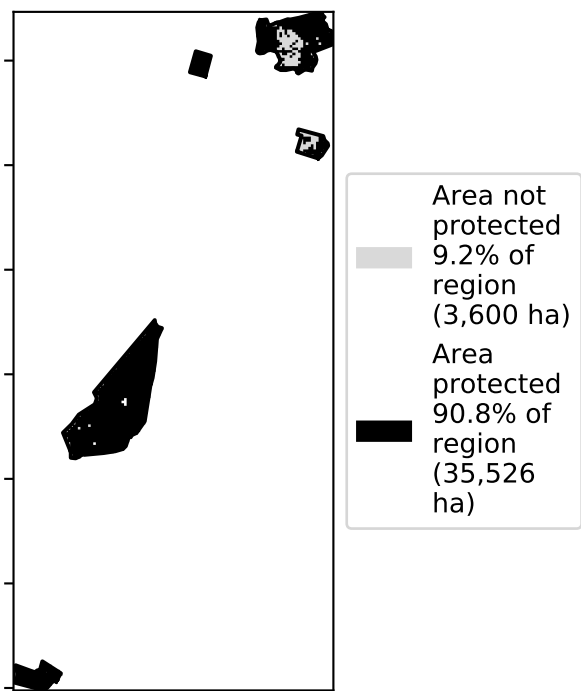 Area not
protected
9.2% of
region
(3,600 ha)
Area
protected
90.8% of
region
(35,526
ha)